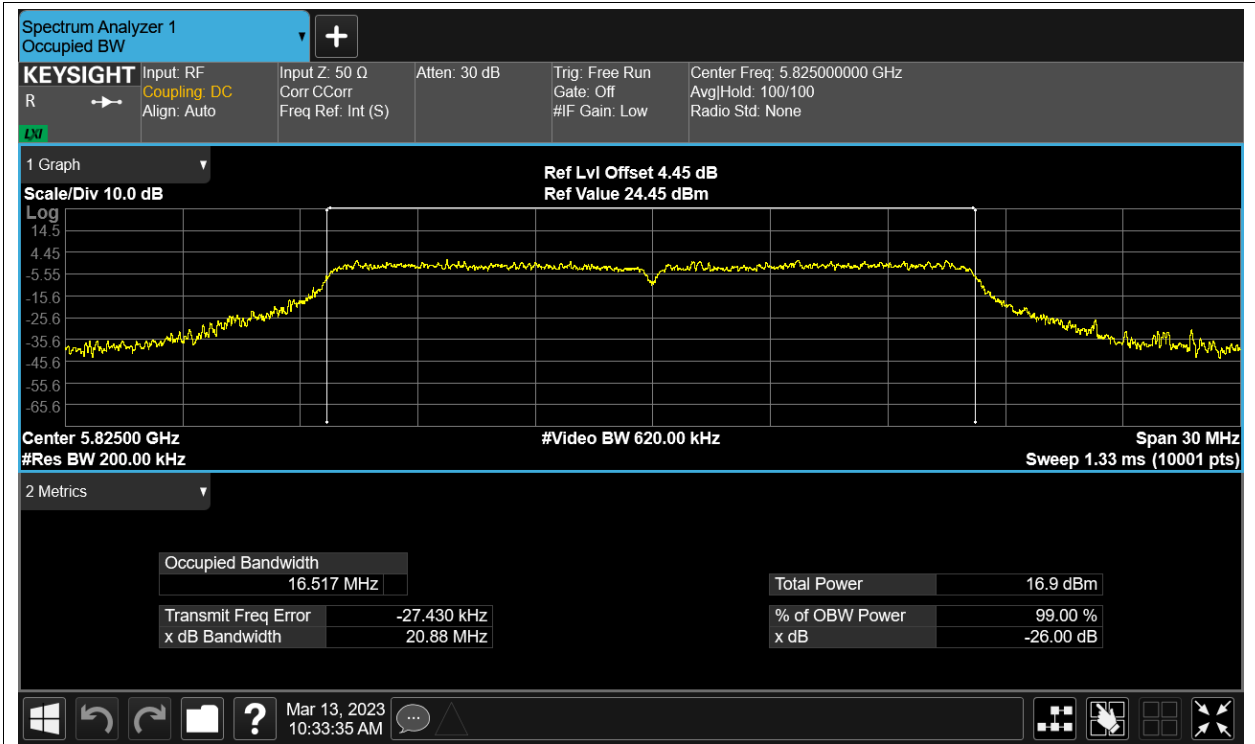 Spectrum Analyzer 1
Occupied BW
▼
+
KEYSIGHT
R
LXI
Input: RF
Coupling: DC
Align: Auto
Input Z: 50 Ω
Corr CCorr
Freq Ref: Int (S)
Atten: 30 dB
Trig: Free Run
Gate: Off
#IF Gain: Low
Center Freq: 5.825000000 GHz
Avg|Hold: 100/100
Radio Std: None
1 Graph ▼
Scale/Div 10.0 dB
Ref Lvl Offset 4.45 dB
Ref Value 24.45 dBm
Log
14.5
4.45
-5.55
-15.6
-25.6
-35.6
-45.6
-55.6
-65.6
Center 5.82500 GHz
#Res BW 200.00 kHz
#Video BW 620.00 kHz
Span 30 MHz
Sweep 1.33 ms (10001 pts)
2 Metrics ▼
Occupied Bandwidth
16.517 MHz
Transmit Freq Error -27.430 kHz
x dB Bandwidth 20.88 MHz
Total Power 16.9 dBm
% of OBW Power 99.00 %
x dB -26.00 dB
?
Mar 13, 2023
10:33:35 AM